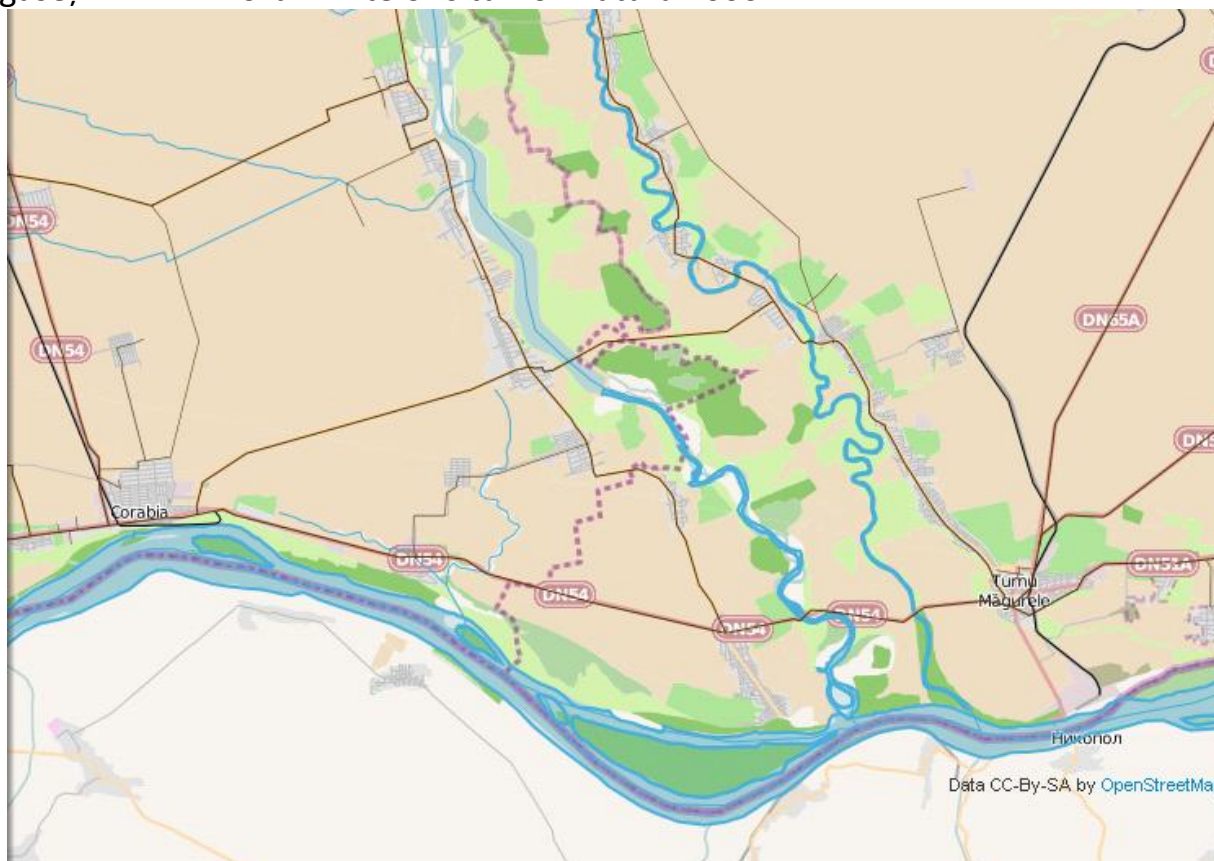 DN54
DN54
DN65A
Corabia
DN54
DN54
DN54
DN54
DN51A
Turnu
Măgurele
Никопол
Data CC-By-SA by OpenStreetMa